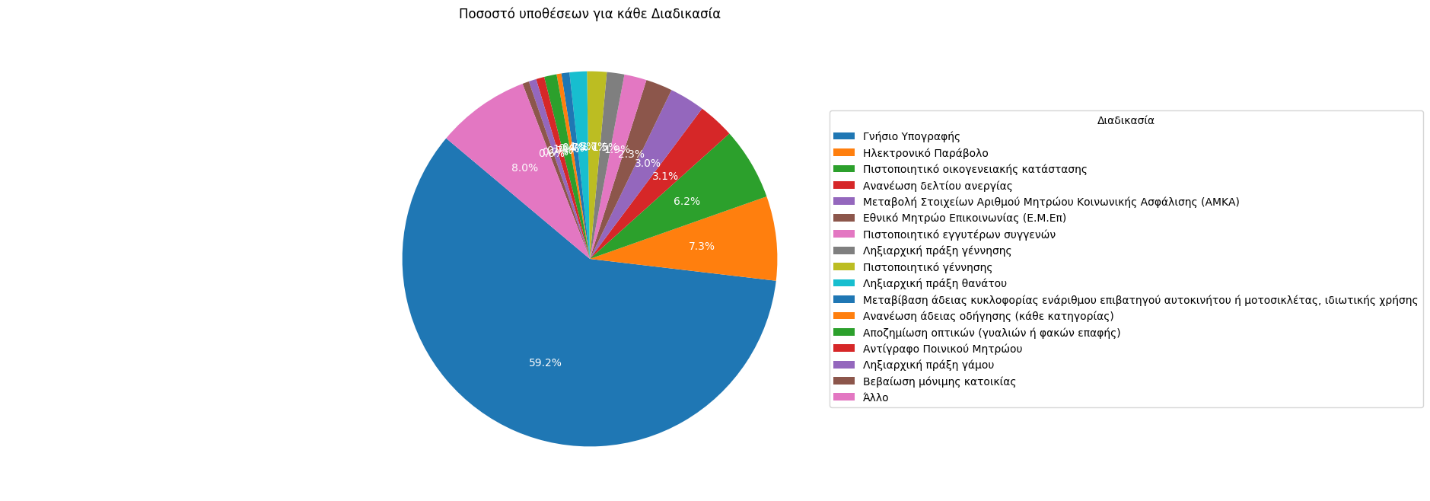 Ποσοστό υποθέσεων για κάθε Διαδικασία
8.0%
2.3%
3.0%
3.1%
6.2%
7.3%
59.2%
Διαδικασία
Γνήσιο Υπογραφής
Ηλεκτρονικό Παράβολο
Πιστοποιητικό οικογενειακής κατάστασης
Ανανέωση δελτίου ανεργίας
Μεταβολή Στοιχείων Αριθμού Μητρώου Κοινωνικής Ασφάλισης (ΑΜΚΑ)
Εθνικό Μητρώο Επικοινωνίας (Ε.Μ.Επ)
Πιστοποιητικό εγγυτέρων συγγενών
Ληξιαρχική πράξη γέννησης
Πιστοποιητικό γέννησης
Ληξιαρχική πράξη θανάτου
Μεταβίβαση άδειας κυκλοφορίας ενάριθμου επιβατηγού αυτοκινήτου ή μοτοσικλέτας, ιδιωτικής χρήσης
Ανανέωση άδειας οδήγησης (κάθε κατηγορίας)
Αποζημίωση οπτικών (γυαλιών ή φακών επαφής)
Αντίγραφο Ποινικού Μητρώου
Ληξιαρχική πράξη γάμου
Βεβαίωση μόνιμης κατοικίας
Άλλο